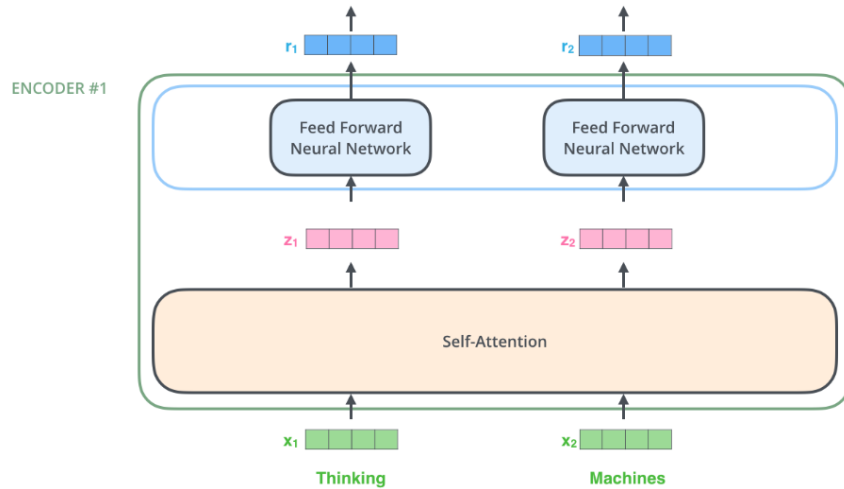 r₁
r₂
ENCODER #1
Feed Forward
Neural Network
Feed Forward
Neural Network
z₁
z₂
Self-Attention
x₁
x₂
Thinking
Machines